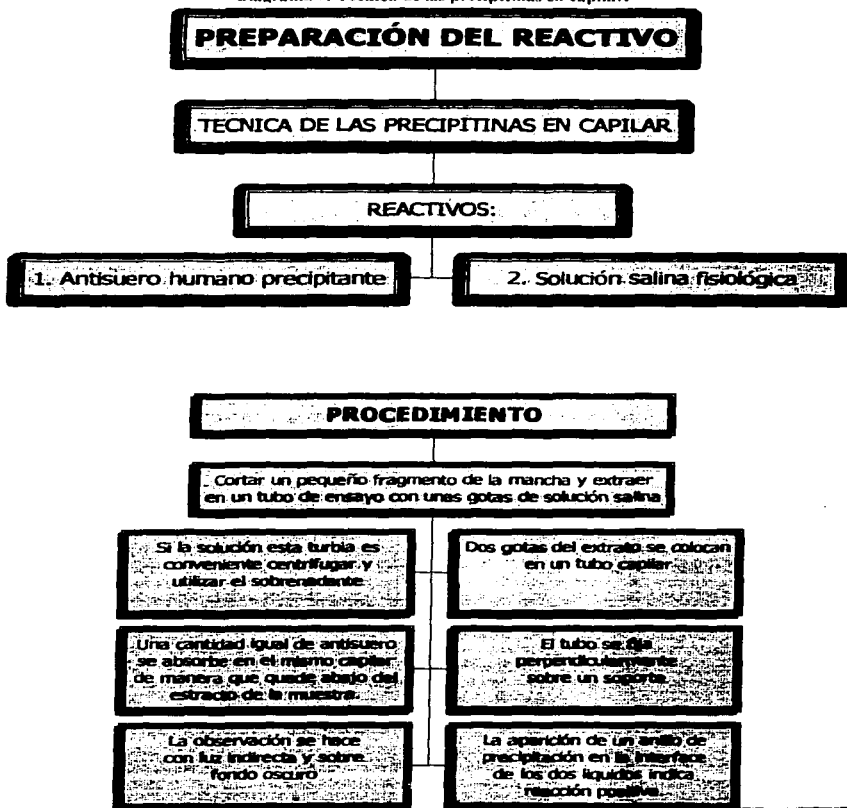 PREPARACIÓN DEL REACTIVO
TECNICA DE LAS PRECIPITINAS EN CAPILAR
REACTIVOS:
1. Antisuero humano precipitante
2. Solución salina fisiológica
PROCEDIMIENTO
Cortar un pequeño fragmento de la mancha y extraer
en un tubo de ensayo con unas gotas de solución salina
Si la solución esta turbia es
conveniente centrifugar y
utilizar el sobrenadante
Dos gotas del extrato se colocan
en un tubo capilar
Una cantidad igual de antisuero
se absorbe en el mismo capilar
de manera que quede abajo del
estracto de la muestra
El tubo se fija
perpendicularmente
sobre un soporte
La observación se hace
con luz indirecta y sobre
fondo oscuro
La aparición de un anillo de
precipitación en la interface
de los dos liquidos indica
reacción positiva